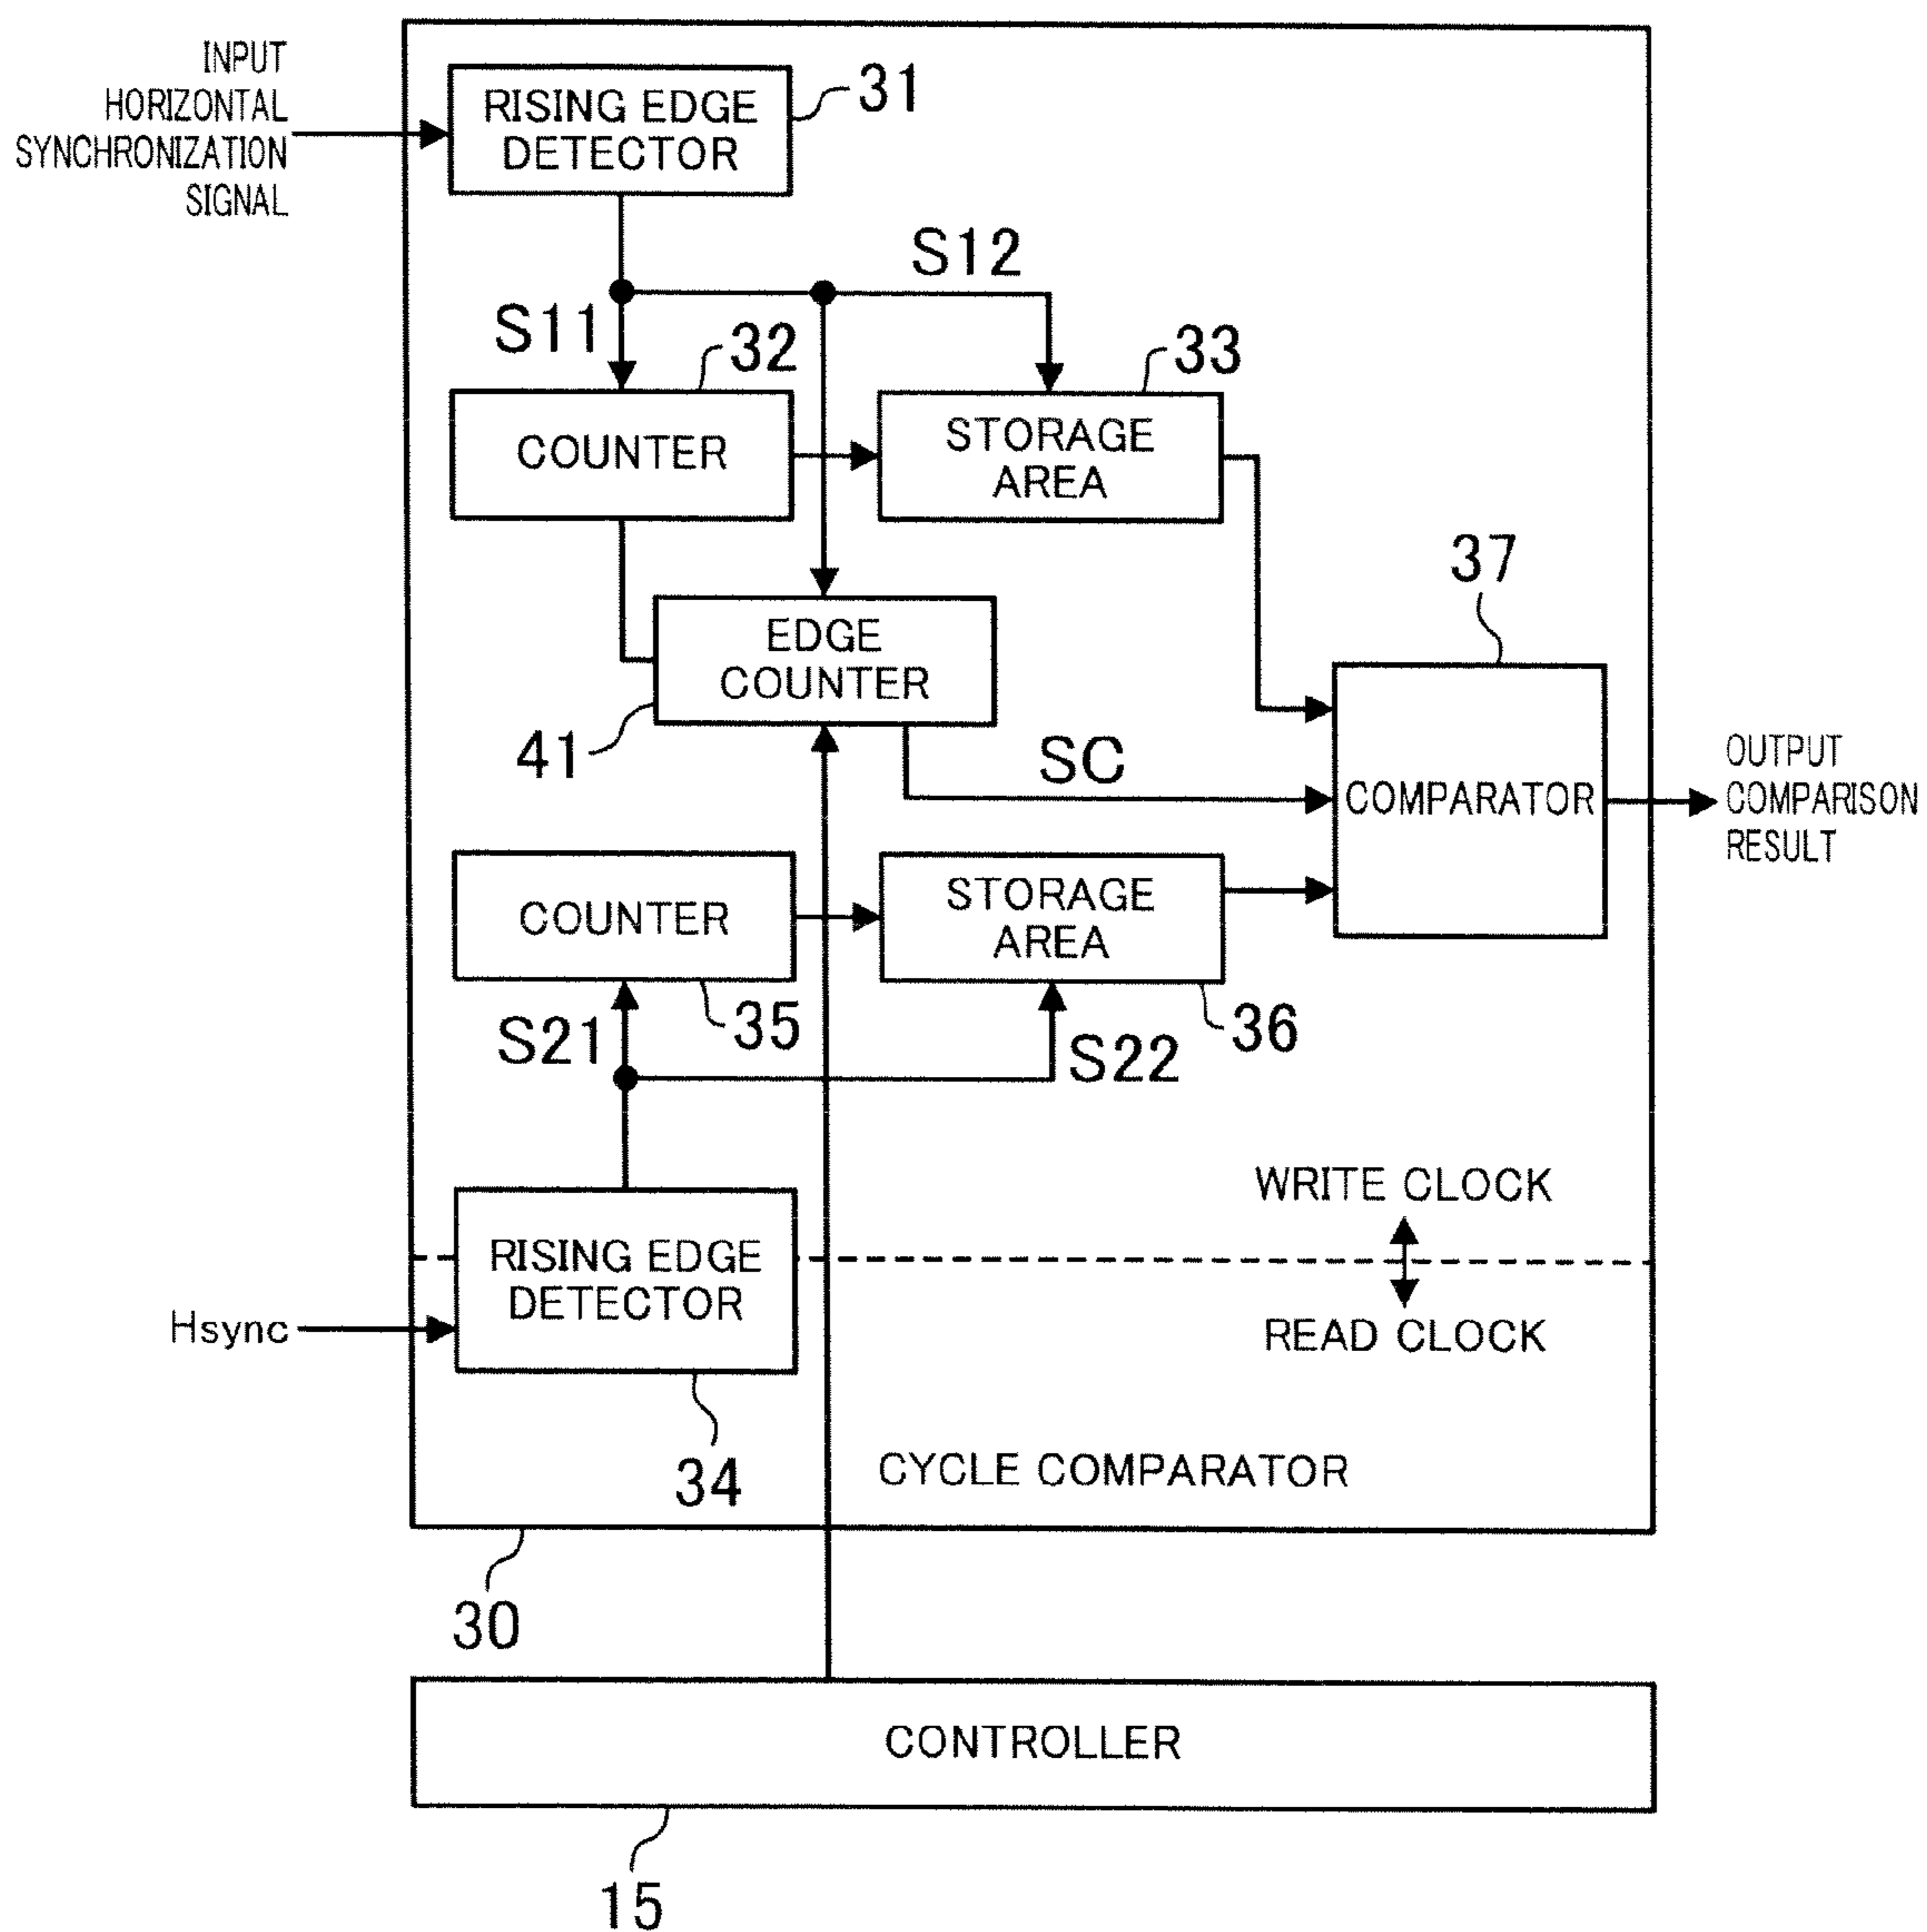 INPUT
HORIZONTAL
SYNCHRONIZATION
SIGNAL
RISING EDGE
DETECTOR
31
S12
S11
32
33
COUNTER
STORAGE
AREA
37
EDGE
COUNTER
41
SC
COMPARATOR
OUTPUT
COMPARISON
RESULT
COUNTER
STORAGE
AREA
S21
35
S22
36
WRITE CLOCK
RISING EDGE
DETECTOR
Hsync
READ CLOCK
34
CYCLE COMPARATOR
30
CONTROLLER
15